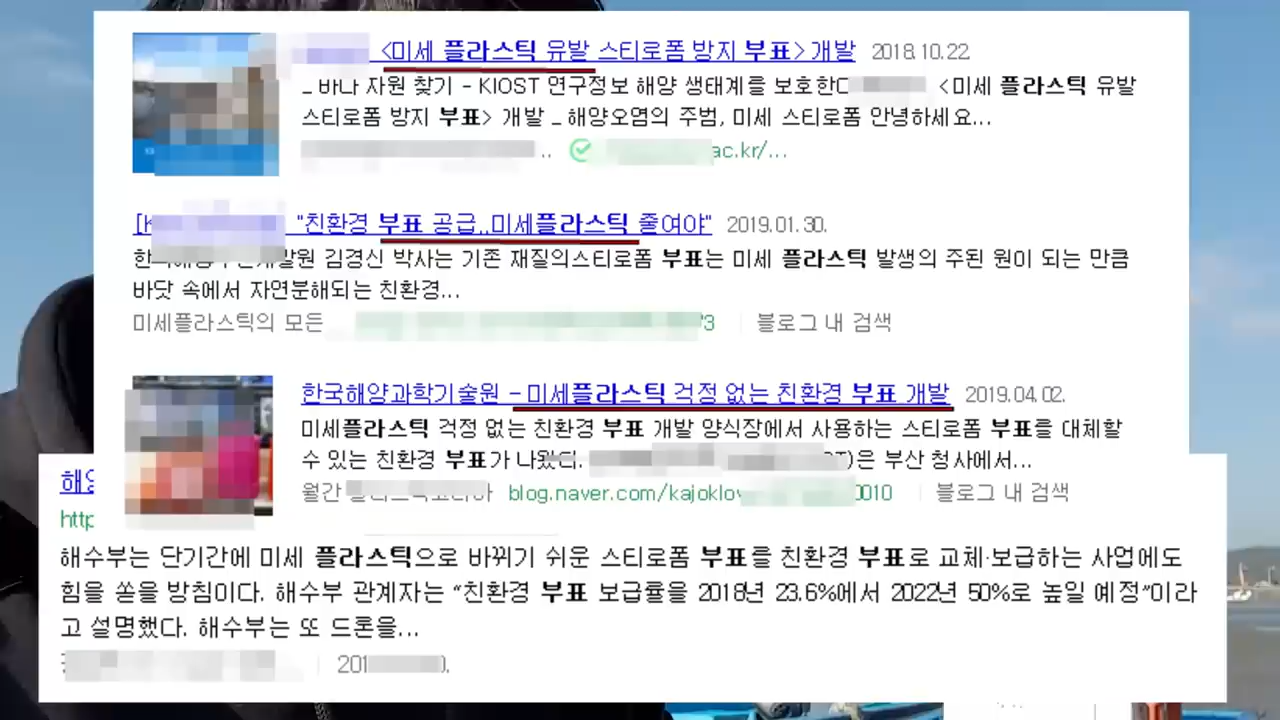 <미세 플라스틱 유발 스티로폼 방지 부표> 개발 2018.10.22.
자원 찾기 - KIOST 연구정보 해양 생태계를 보호한다 <미세 플라스틱 유발
스티로폼 방지 부표> 개발 _ 해양오염의 주범, 미세 스티로폼 안녕하세요...
ac.kr/...
"친환경 부표 공급..미세플라스틱 줄여야" 2019.01.30.
김경신 박사는 기존 재질의스티로폼 부표는 미세 플라스틱 발생의 주된 원이 되는 만큼
바닷 속에서 자연분해되는 친환경...
미세플라스틱의 모든 블로그 내 검색
한국해양과학기술원 - 미세플라스틱 걱정 없는 친환경 부표 개발 2019.04.02.
미세플라스틱 걱정 없는 친환경 부표 개발 양식장에서 사용하는 스티로폼 부표를 대체할
수 있는 친환경 부표가 나왔다. )은 부산 청사에서...
월간 blog.naver.com/kajoklov 0010 블로그 내 검색
해양
http
해수부는 단기간에 미세 플라스틱으로 바뀌기 쉬운 스티로폼 부표를 친환경 부표로 교체·보급하는 사업에도
힘을 쏟을 방침이다. 해수부 관계자는 “친환경 부표 보급률을 2018년 23.6%에서 2022년 50%로 높일 예정”이라
고 설명했다. 해수부는 또 드론을...